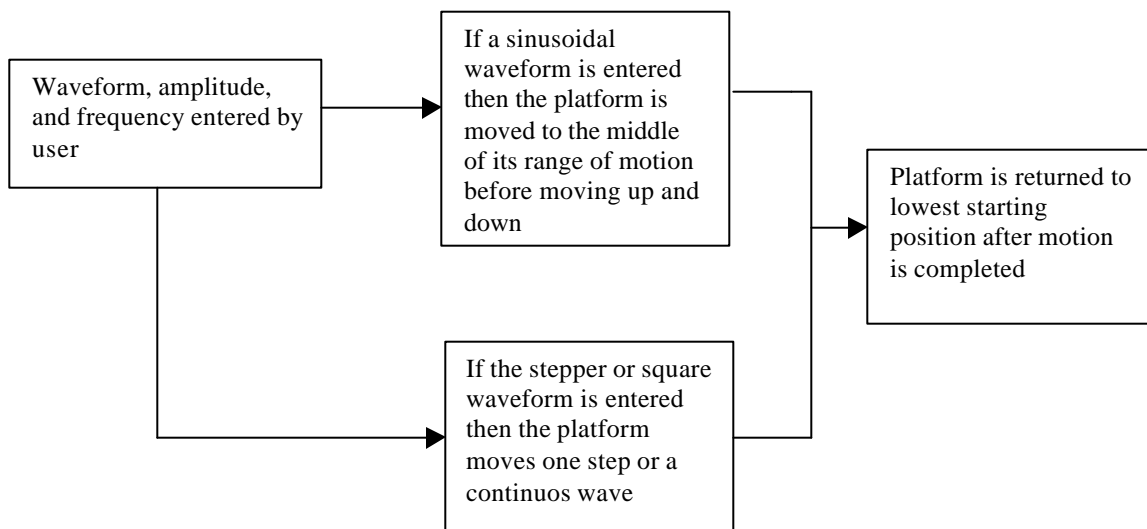 Waveform, amplitude,
and frequency entered by
user
If a sinusoidal
waveform is entered
then the platform is
moved to the middle
of its range of motion
before moving up and
down
If the stepper or square
waveform is entered
then the platform
moves one step or a
continuos wave
Platform is returned to
lowest starting
position after motion
is completed